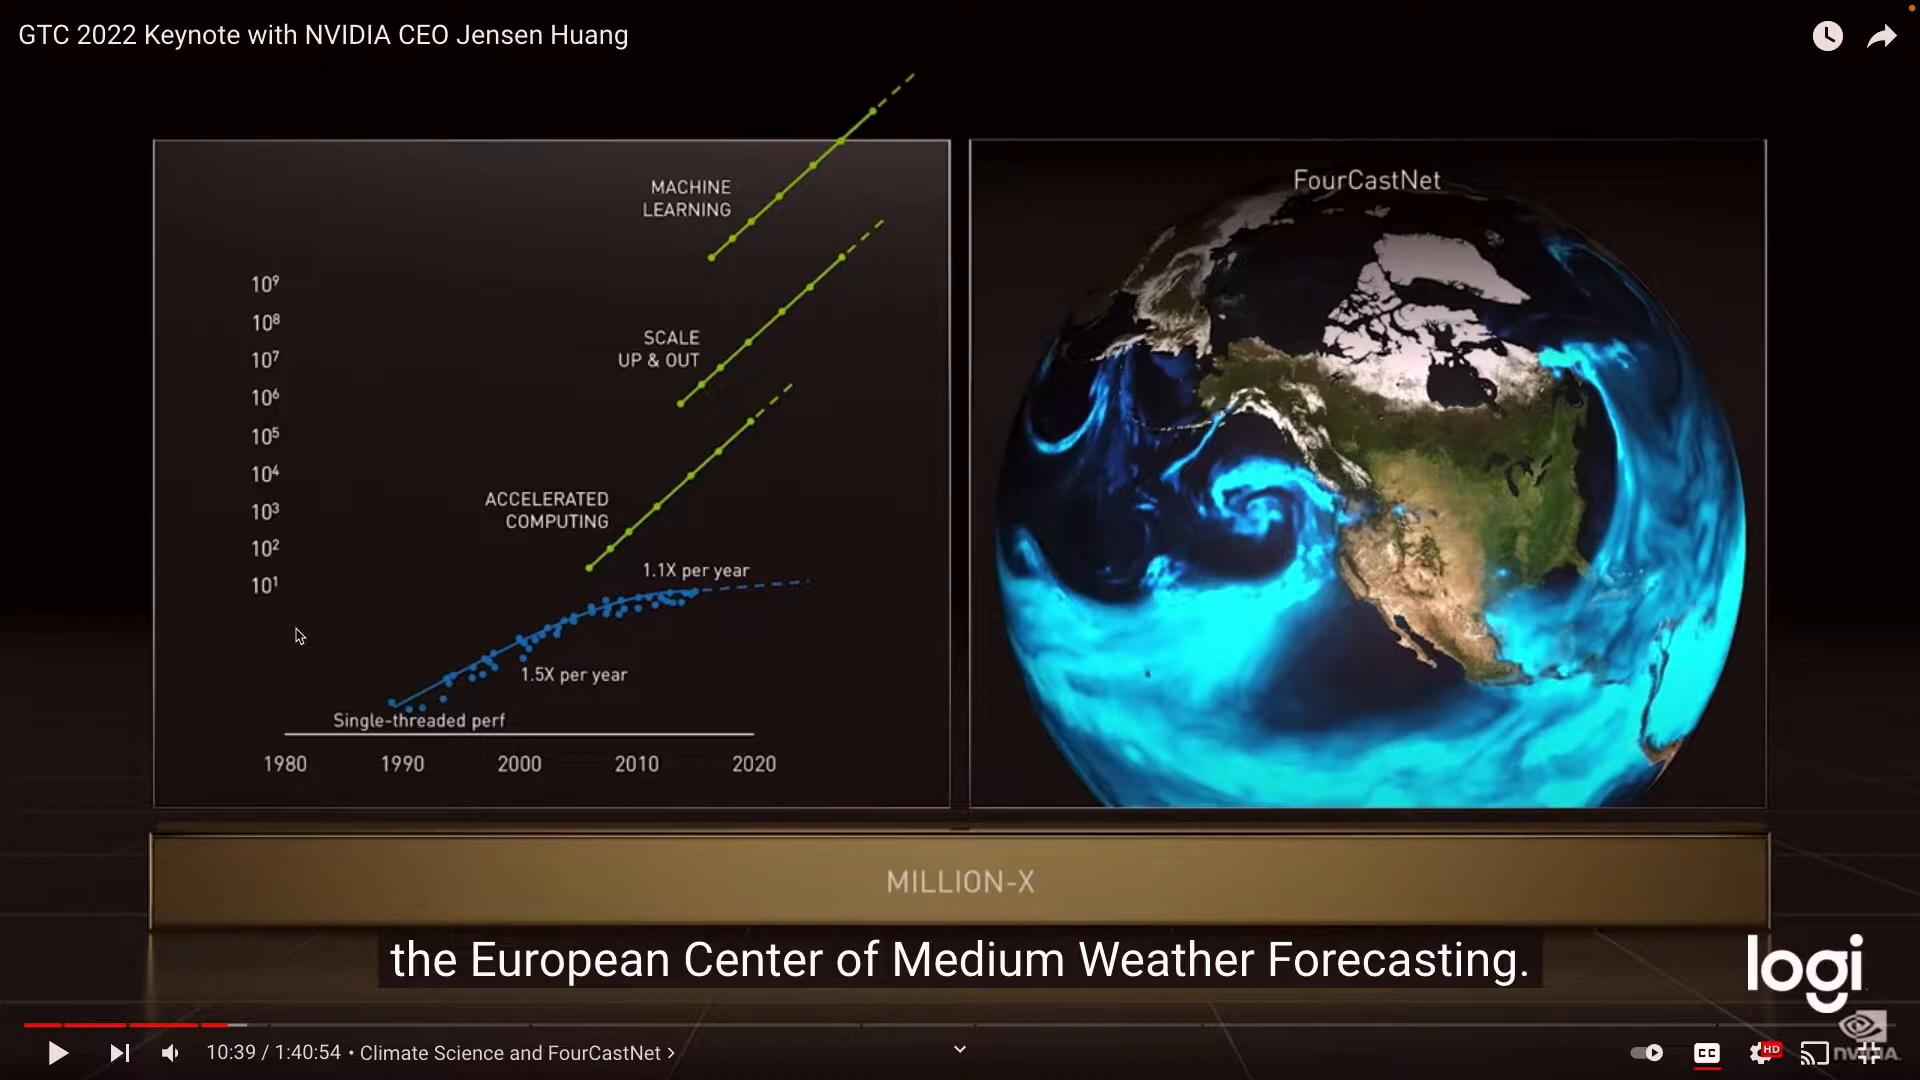 GTC 2022 Keynote with NVIDIA CEO Jensen Huang
MACHINE
LEARNING
SCALE
UP & OUT
ACCELERATED
COMPUTING
10⁹
10⁸
10⁷
10⁶
10⁵
10⁴
10³
10²
10¹
1.1X per year
1.5X per year
Single-threaded perf
1980 1990 2000 2010 2020
FourCastNet
MILLION-X
the European Center of Medium Weather Forecasting.
logi
10:39 / 1:40:54 • Climate Science and FourCastNet >
CC
HD
NVIDIA.